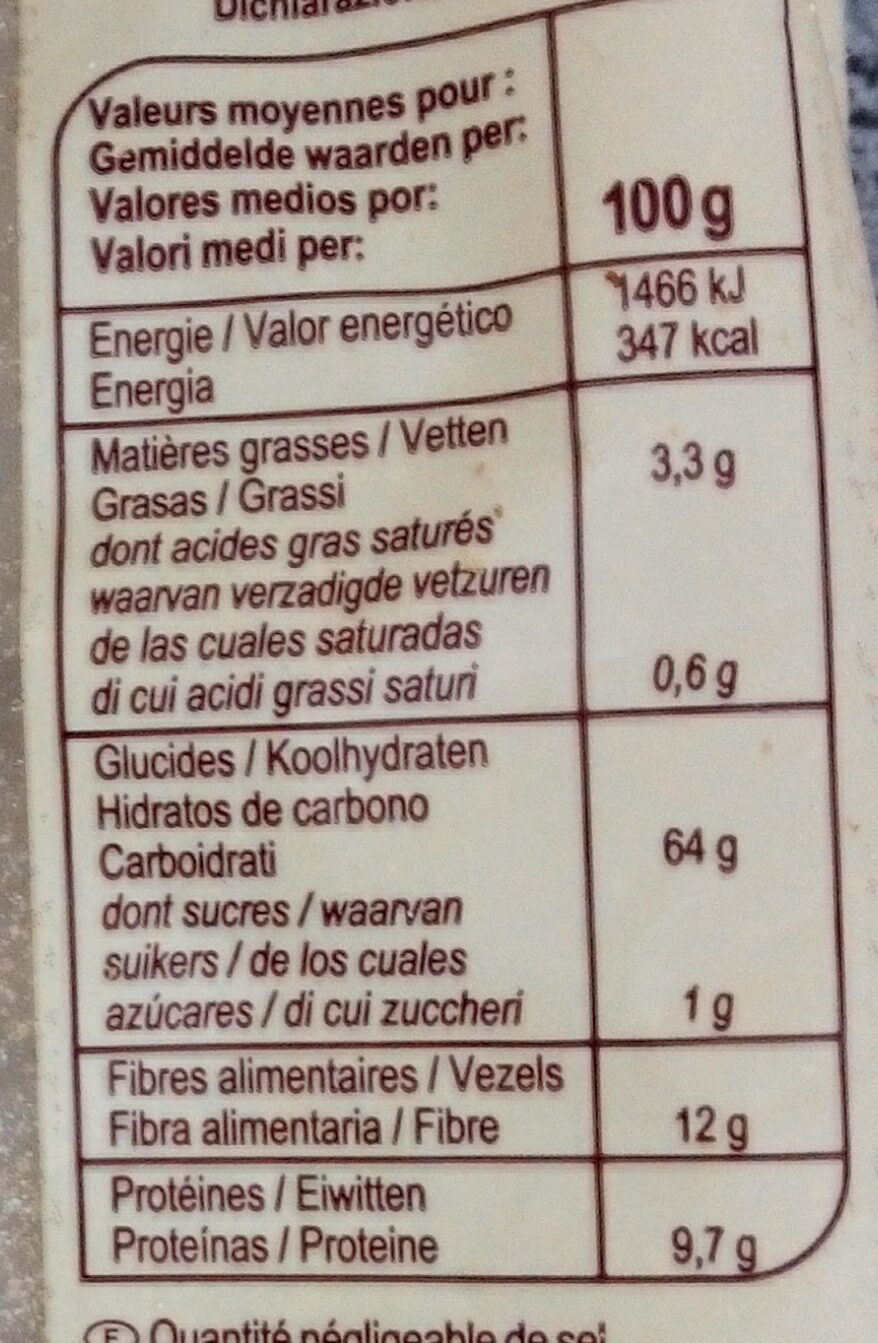 Valeurs moyennes pour :
Gemiddelde waarden per:
Valores medios por:
Valori medi per:
100 g
Energie / Valor energético
Energia
1466 kJ
347 kcal
Matières grasses / Vetten
Grasas / Grassi
3,3 g
dont acides gras saturés
waarvan verzadigde vetzuren
de las cuales saturadas
di cui acidi grassi saturi
0,6 g
Glucides / Koolhydraten
Hidratos de carbono
Carboidrati
64 g
dont sucres / waarvan
suikers / de los cuales
azúcares / di cui zuccheri
1 g
Fibres alimentaires / Vezels
Fibra alimentaria / Fibre
12 g
Protéines / Eiwitten
Proteínas / Proteine
9,7 g
F Quantité négligeable de sel